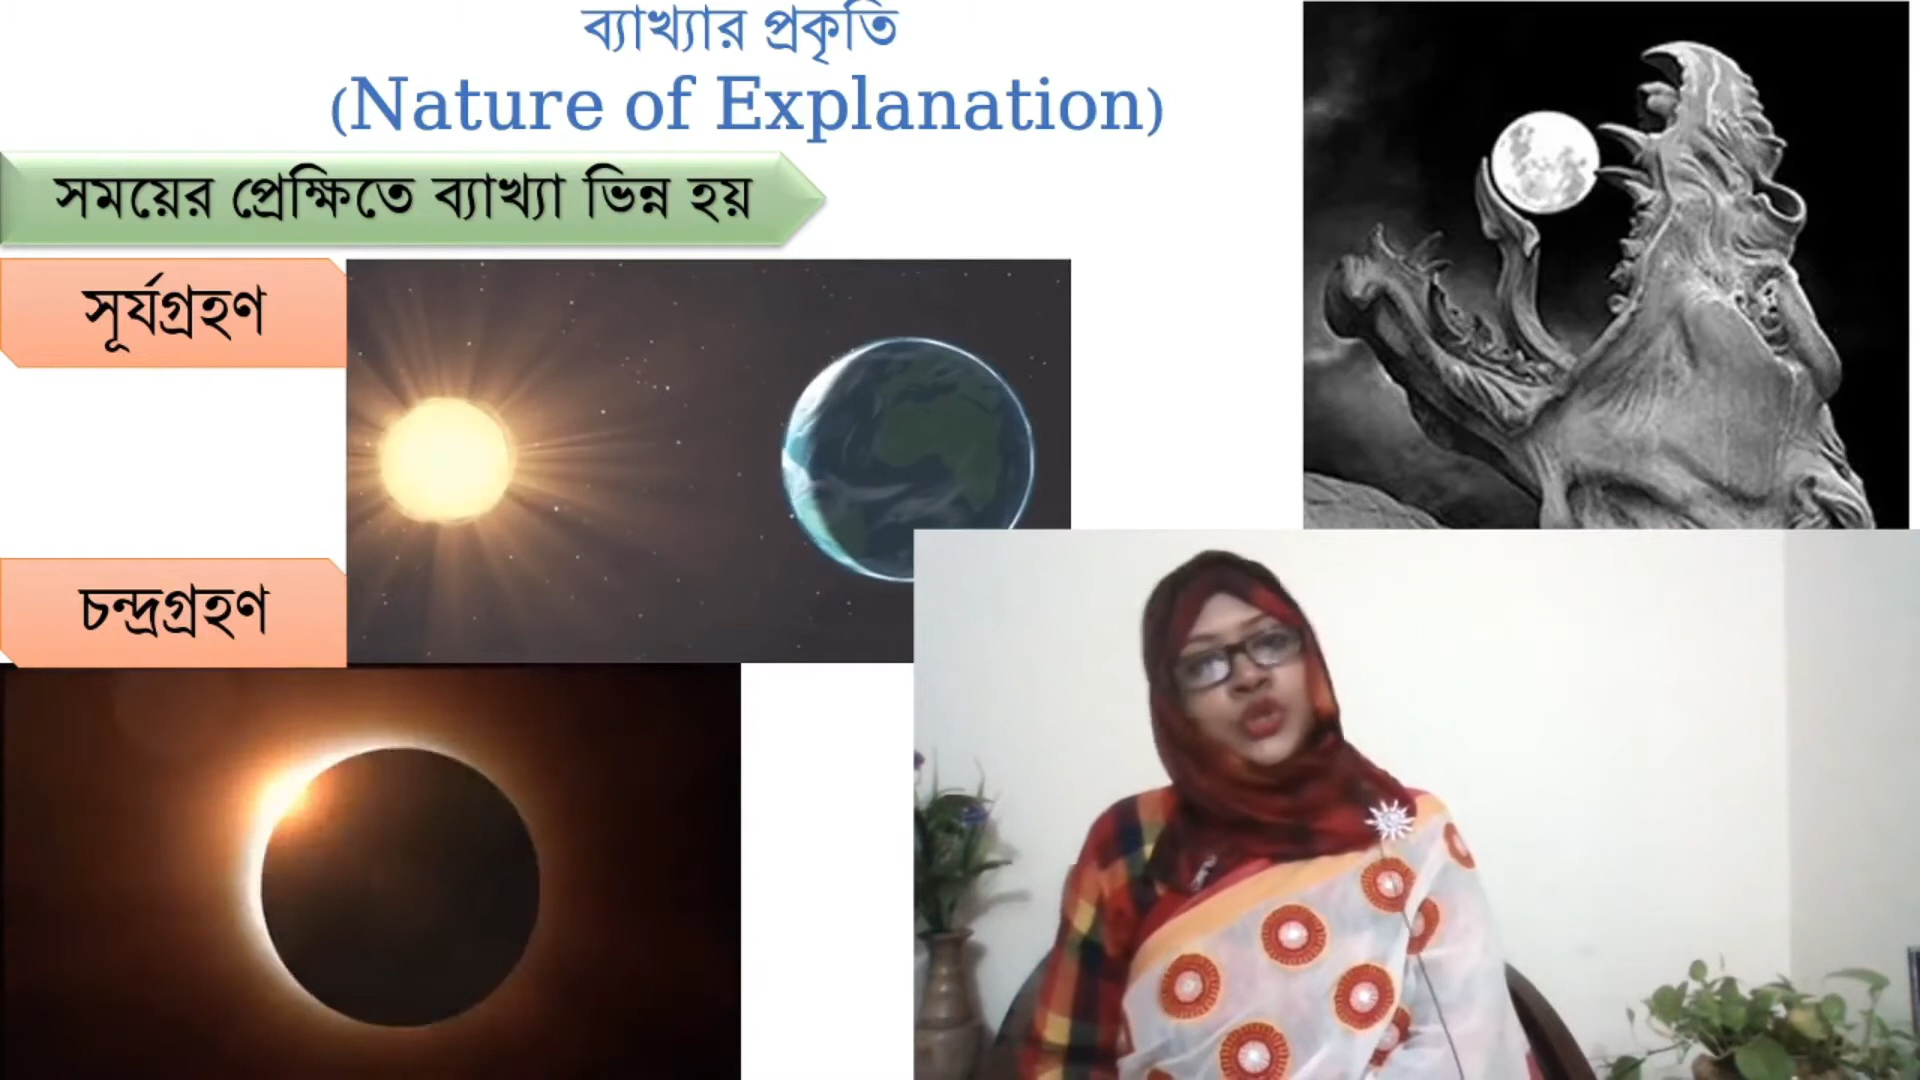 ব্যাখ্যার প্রকৃতি
(Nature of Explanation)
সময়ের প্রেক্ষিতে ব্যাখ্যা ভিন্ন হয়
সূর্যগ্রহণ
চন্দ্রগ্রহণ